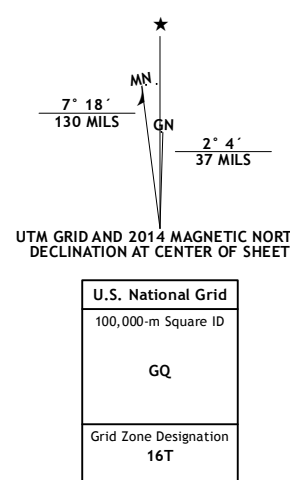 ★
MN
7° 18´
130 MILS
GN
2° 4´
37 MILS
UTM GRID AND 2014 MAGNETIC NORT
DECLINATION AT CENTER OF SHEET
U.S. National Grid
100,000-m Square ID
GQ
Grid Zone Designation
16T